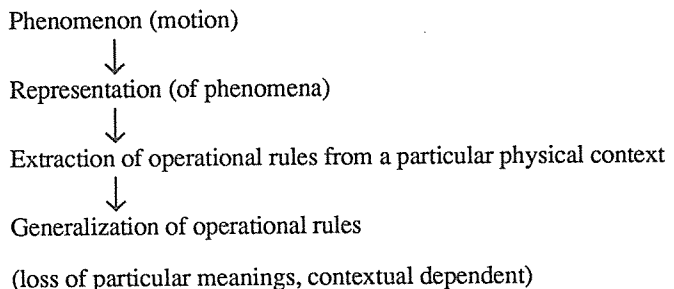 Phenomenon (motion)
Representation (of phenomena)
Extraction of operational rules from a particular physical context
Generalization of operational rules
(loss of particular meanings, contextual dependent)